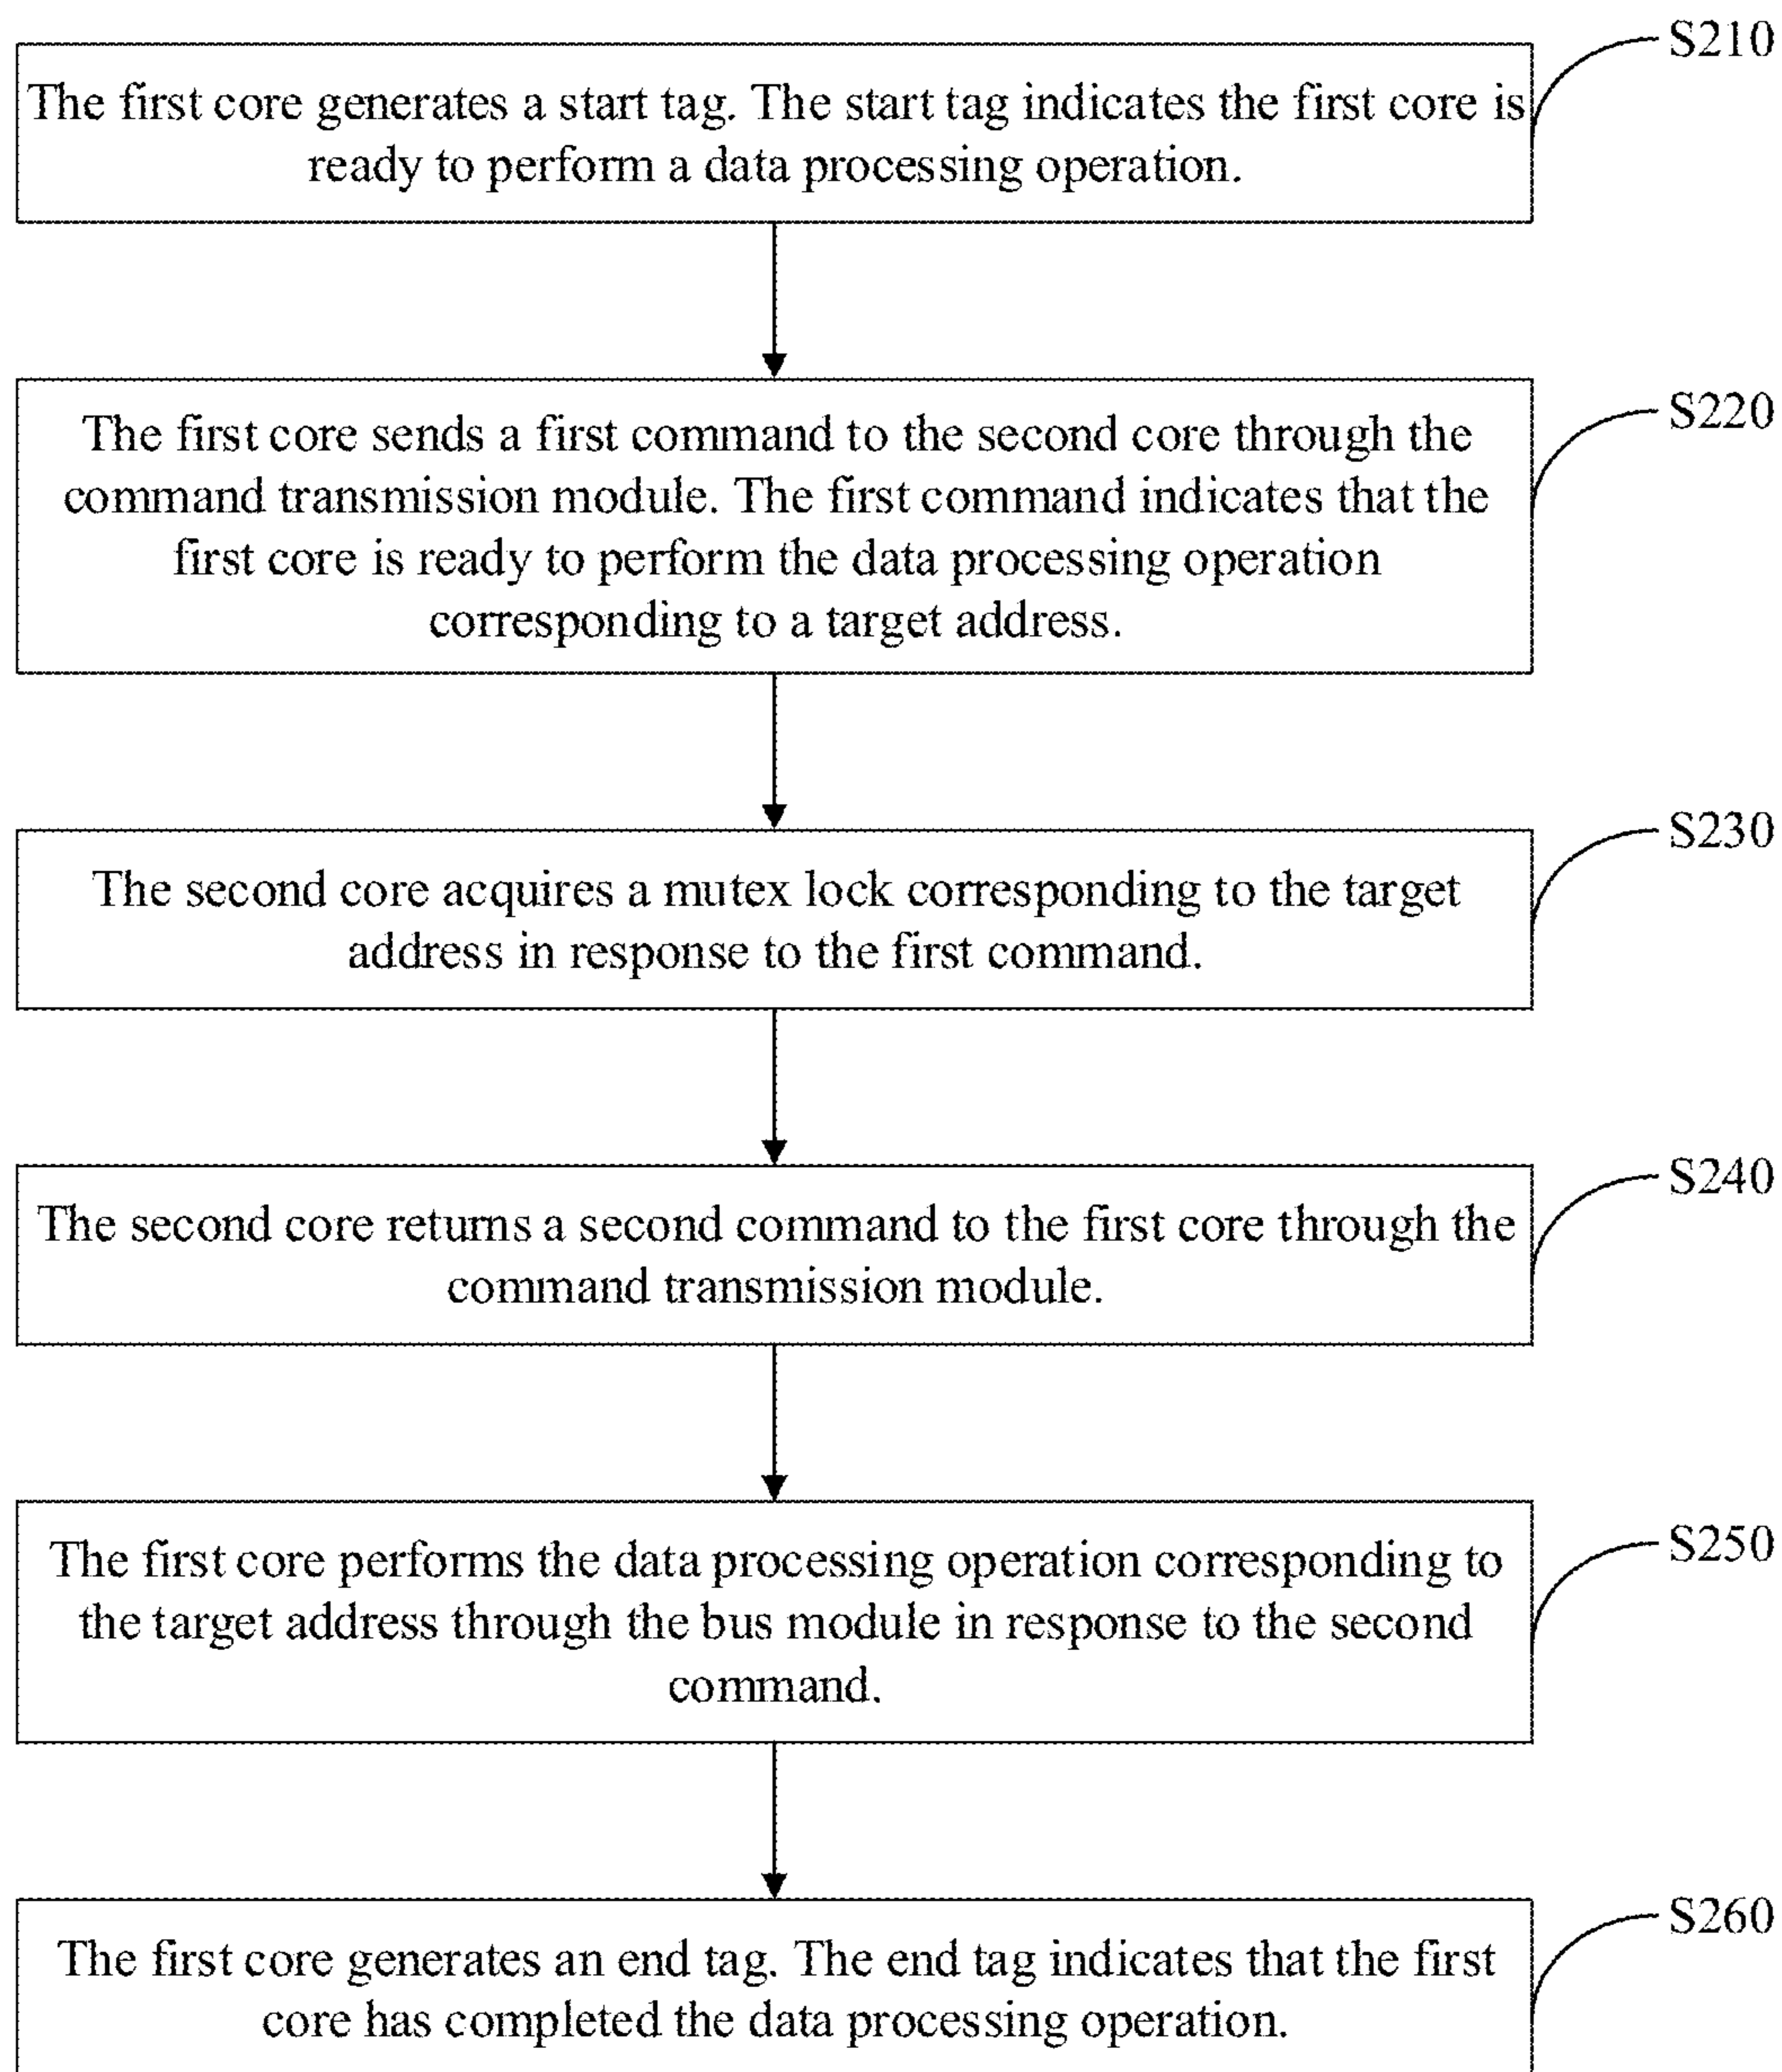 S210
The first core generates a start tag. The start tag indicates the first core is
ready to perform a data processing operation.
S220
The first core sends a first command to the second core through the
command transmission module. The first command indicates that the
first core is ready to perform the data processing operation
corresponding to a target address.
S230
The second core acquires a mutex lock corresponding to the target
address in response to the first command.
S240
The second core returns a second command to the first core through the
command transmission module.
S250
The first core performs the data processing operation corresponding to
the target address through the bus module in response to the second
command.
S260
The first core generates an end tag. The end tag indicates that the first
core has completed the data processing operation.